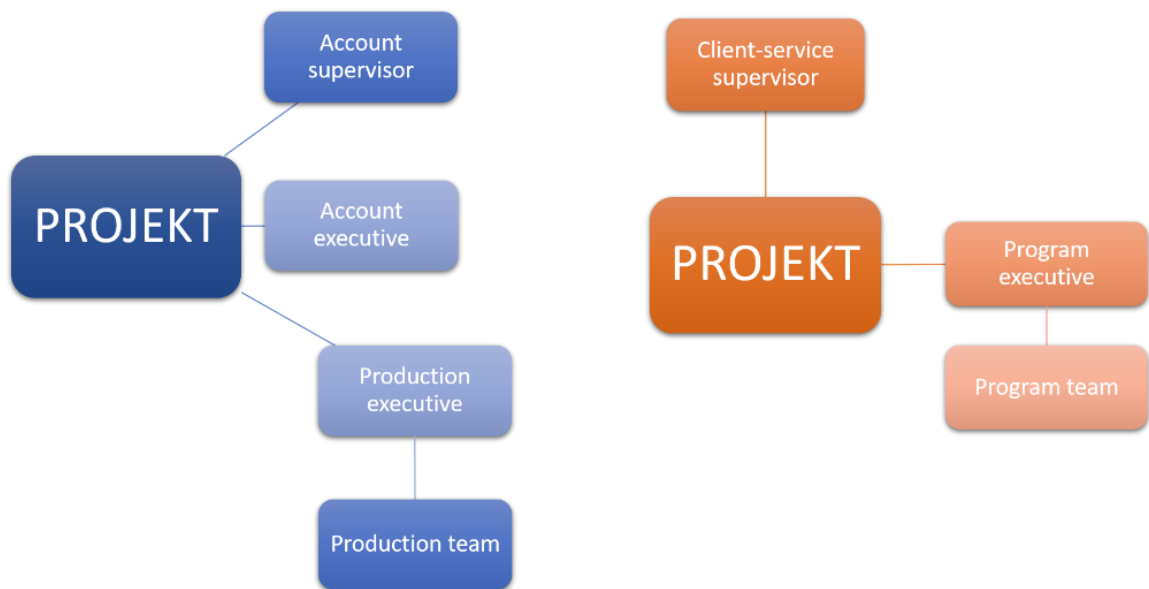 Account
supervisor
PROJEKT
Account
executive
Production
executive
Production team
Client-service
supervisor
PROJEKT
Program
executive
Program team